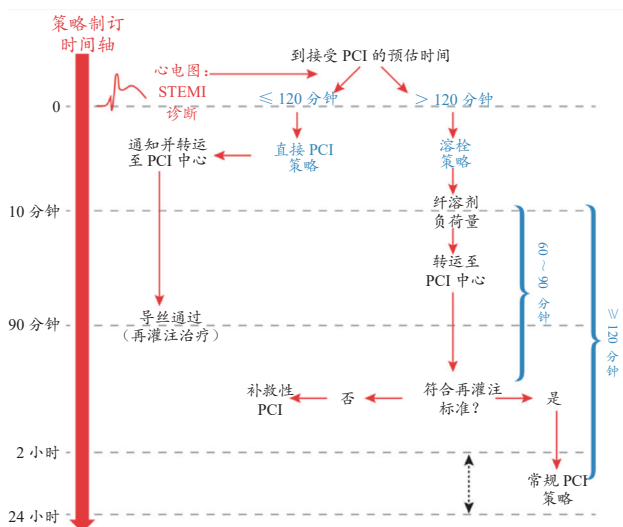 策略制订
时间轴
心电图：
STEMI
诊断
到接受 PCI 的预估时间
≤ 120 分钟
> 120 分钟
0
通知并转运
至 PCI 中心
直接 PCI
策略
溶栓
策略
10 分钟
纤溶剂
负荷量
转运至
PCI 中心
60～90 分钟
≥ 120 分钟
90 分钟
导丝通过
（再灌注治疗）
补救性
PCI
否
符合再灌注
标准？
是
2 小时
常规 PCI
策略
24 小时